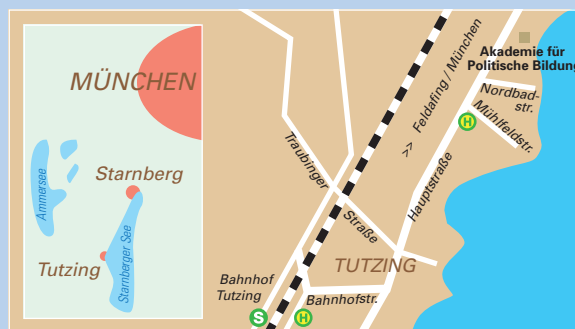 MÜNCHEN
Starnberg
Ammersee
Tutzing
Starnberger See
Akademie für
Politische Bildung
Nordbad-
str.
Mühlfeldstr.
H
>> Feldafing / München
Hauptstraße
Traubinger
Straße
TUTZING
Bahnhof
Tutzing
Bahnhofstr.
S
H